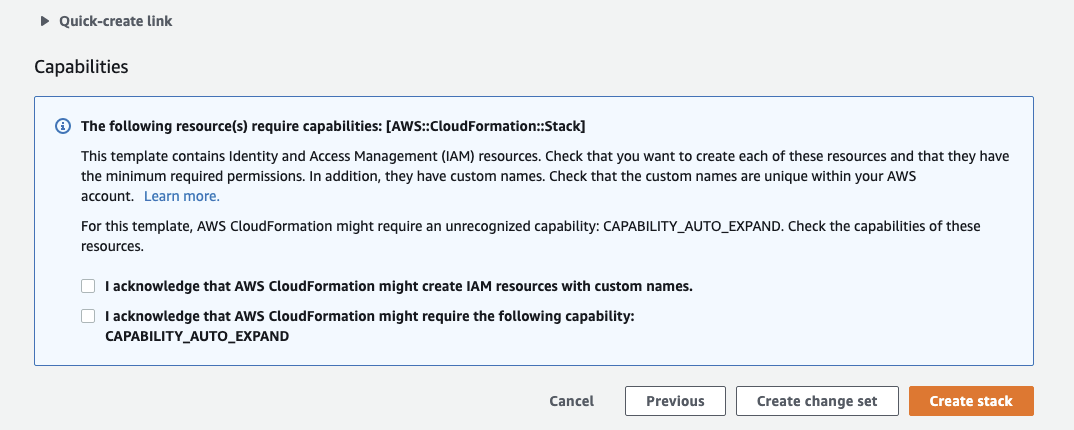 Quick-create link
Capabilities
The following resource(s) require capabilities: [AWS::CloudFormation::Stack]
This template contains Identity and Access Management (IAM) resources. Check that you want to create each of these resources and that they have
the minimum required permissions. In addition, they have custom names. Check that the custom names are unique within your AWS
account. Learn more.
For this template, AWS CloudFormation might require an unrecognized capability: CAPABILITY_AUTO_EXPAND. Check the capabilities of these
resources.
I acknowledge that AWS CloudFormation might create IAM resources with custom names.
I acknowledge that AWS CloudFormation might require the following capability:
CAPABILITY_AUTO_EXPAND
Cancel Previous Create change set Create stack